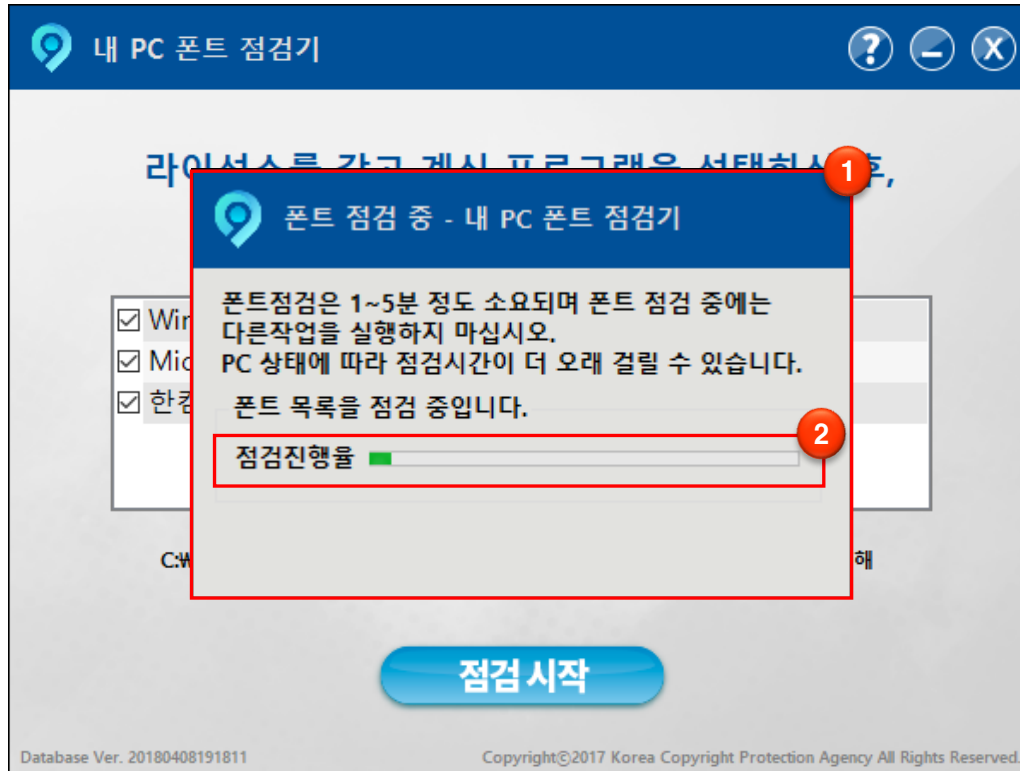 내 PC 폰트 점검기
라이선스를 갖고 계신 프로그램을 선택하신 후,
1
폰트 점검 중 - 내 PC 폰트 점검기
폰트점검은 1~5분 정도 소요되며 폰트 점검 중에는
다른작업을 실행하지 마십시오.
PC 상태에 따라 점검시간이 더 오래 걸릴 수 있습니다.
Win
Mic
한컴
폰트 목록을 점검 중입니다.
2
점검진행율
C:₩
해
점검 시작
Database Ver. 20180408191811
Copyright©2017 Korea Copyright Protection Agency All Rights Reserved.